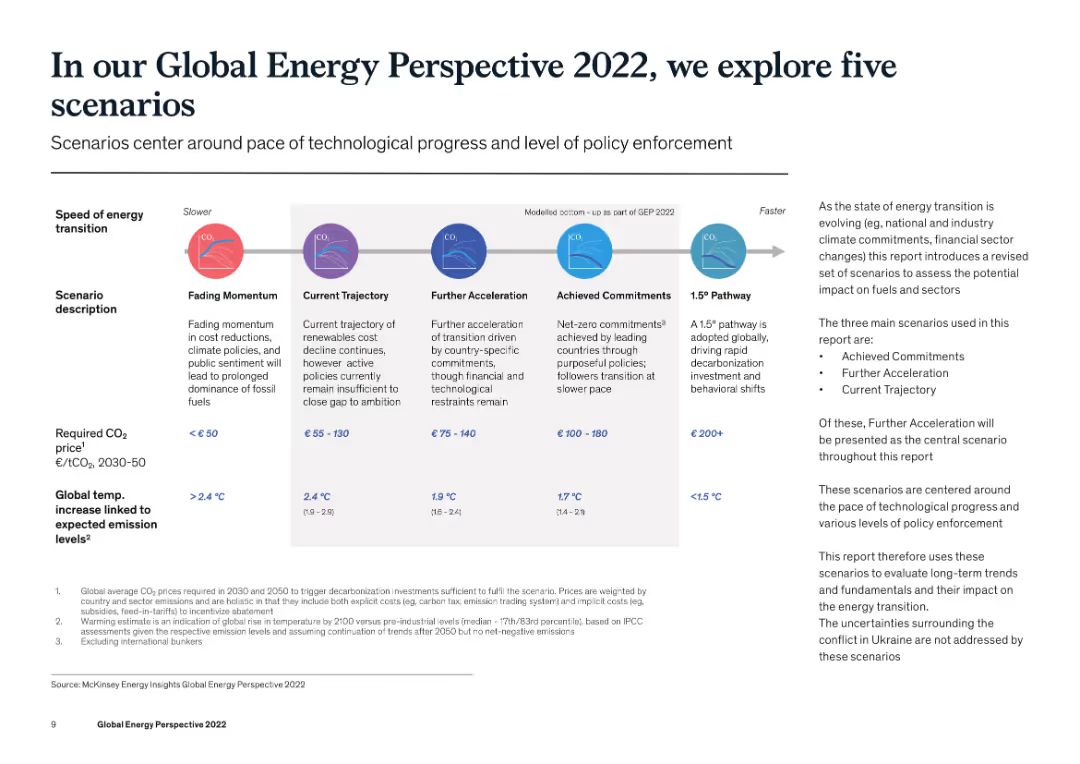 In our Global Energy Perspective 2022, we explore five
scenarios
Scenarios center around pace of technological progress and level of policy enforcement
Speed of energy
transition
Slower
Modelled bottom - up as part of GEP 2022
Faster
CO₂
CO₂
CO₂
CO₂
CO₂
Scenario
description
Fading Momentum
Fading momentum
in cost reductions,
climate policies, and
public sentiment will
lead to prolonged
dominance of fossil
fuels
Current Trajectory
Current trajectory of
renewables cost
decline continues,
however active
policies currently
remain insufficient to
close gap to ambition
Further Acceleration
Further acceleration
of transition driven
by country-specific
commitments,
though financial and
technological
restraints remain
Achieved Commitments
Net-zero commitments³
achieved by leading
countries through
purposeful policies;
followers transition at
slower pace
1.5° Pathway
A 1.5° pathway is
adopted globally,
driving rapid
decarbonization
investment and
behavioral shifts
Required CO₂
price¹
€/tCO₂, 2030-50
< € 50
€ 55 - 130
€ 75 - 140
€ 100 - 180
€ 200+
Global temp.
increase linked to
expected emission
levels²
> 2.4 °C
2.4 °C
(1.9 - 2.9)
1.9 °C
(1.6 - 2.4)
1.7 °C
(1.4 - 2.1)
<1.5 °C
As the state of energy transition is
evolving (eg, national and industry
climate commitments, financial sector
changes) this report introduces a revised
set of scenarios to assess the potential
impact on fuels and sectors
The three main scenarios used in this
report are:
• Achieved Commitments
• Further Acceleration
• Current Trajectory
Of these, Further Acceleration will
be presented as the central scenario
throughout this report
These scenarios are centered around
the pace of technological progress and
various levels of policy enforcement
This report therefore uses these
scenarios to evaluate long-term trends
and fundamentals and their impact on
the energy transition.
The uncertainties surrounding the
conflict in Ukraine are not addressed by
these scenarios
1. Global average CO₂ prices required in 2030 and 2050 to trigger decarbonization investments sufficient to fulfil the scenario. Prices are weighted by
country and sector emissions and are holistic in that they include both explicit costs (eg, carbon tax, emission trading system) and implicit costs (eg,
subsidies, feed-in-tariffs) to incentivize abatement
2. Warming estimate is an indication of global rise in temperature by 2100 versus pre-industrial levels (median - 17th/83rd percentile), based on IPCC
assessments given the respective emission levels and assuming continuation of trends after 2050 but no net-negative emissions
3. Excluding international bunkers
Source: McKinsey Energy Insights Global Energy Perspective 2022
9
Global Energy Perspective 2022